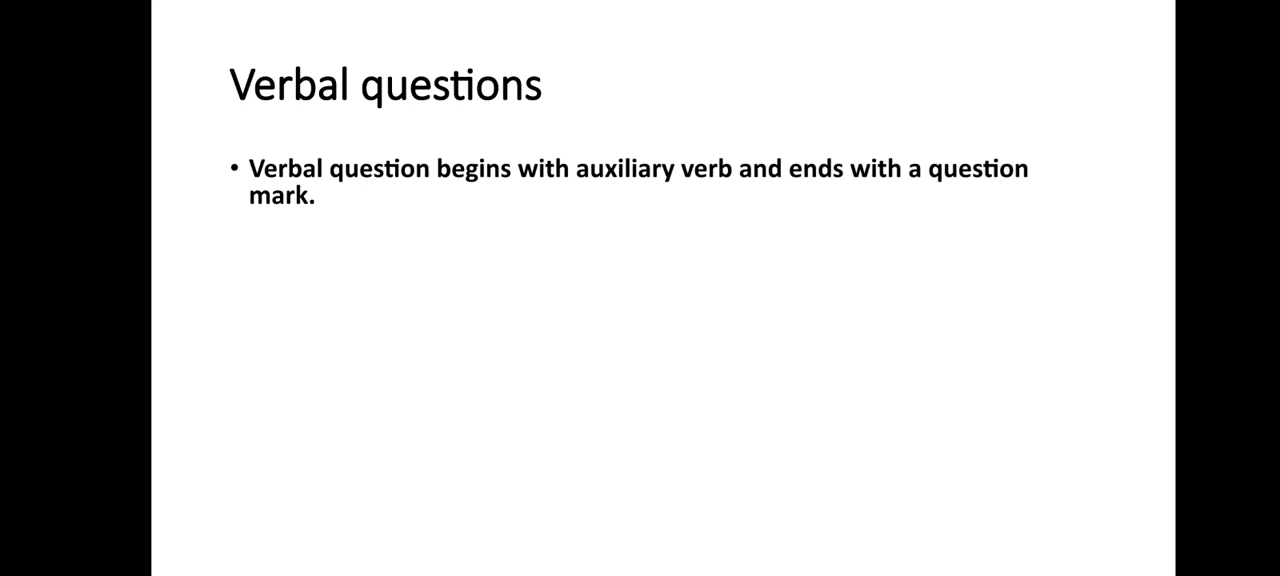 Verbal questions
• Verbal question begins with auxiliary verb and ends with a question
mark.